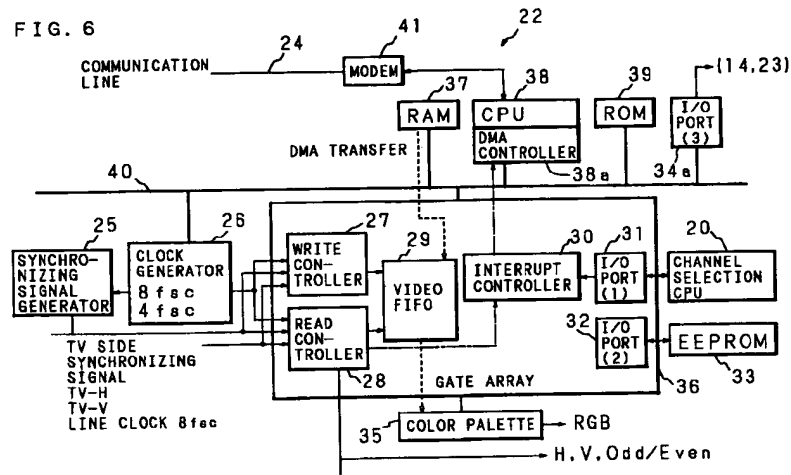 FIG. 6
22
24
41
COMMUNICATION
LINE
MODEM
37
38
39
(14,23)
RAM
CPU
ROM
I/O
PORT
(3)
DMA TRANSFER
DMA
CONTROLLER
34a
38a
40
25
26
27
29
30
31
20
SYNCHRO-
NIZING
SIGNAL
GENERATOR
CLOCK
GENERATOR
8fsc
4fsc
WRITE
CON-
TROLLER
VIDEO
FIFO
INTERRUPT
CONTROLLER
I/O
PORT
(1)
CHANNEL
SELECTION
CPU
READ
CON-
TROLLER
32
I/O
PORT
(2)
EEPROM
TV SIDE
SYNCHRONIZING
SIGNAL
TV-H
TV-V
LINE CLOCK 8fsc
28
GATE ARRAY
36
33
35
COLOR PALETTE
RGB
H,V,Odd/Even